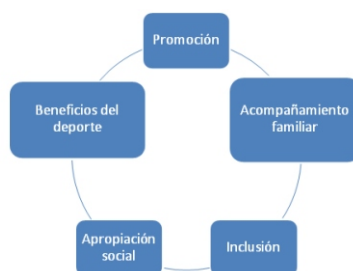 Promoción
Acompañamiento
familiar
Inclusión
Apropiación
social
Beneficios del
deporte